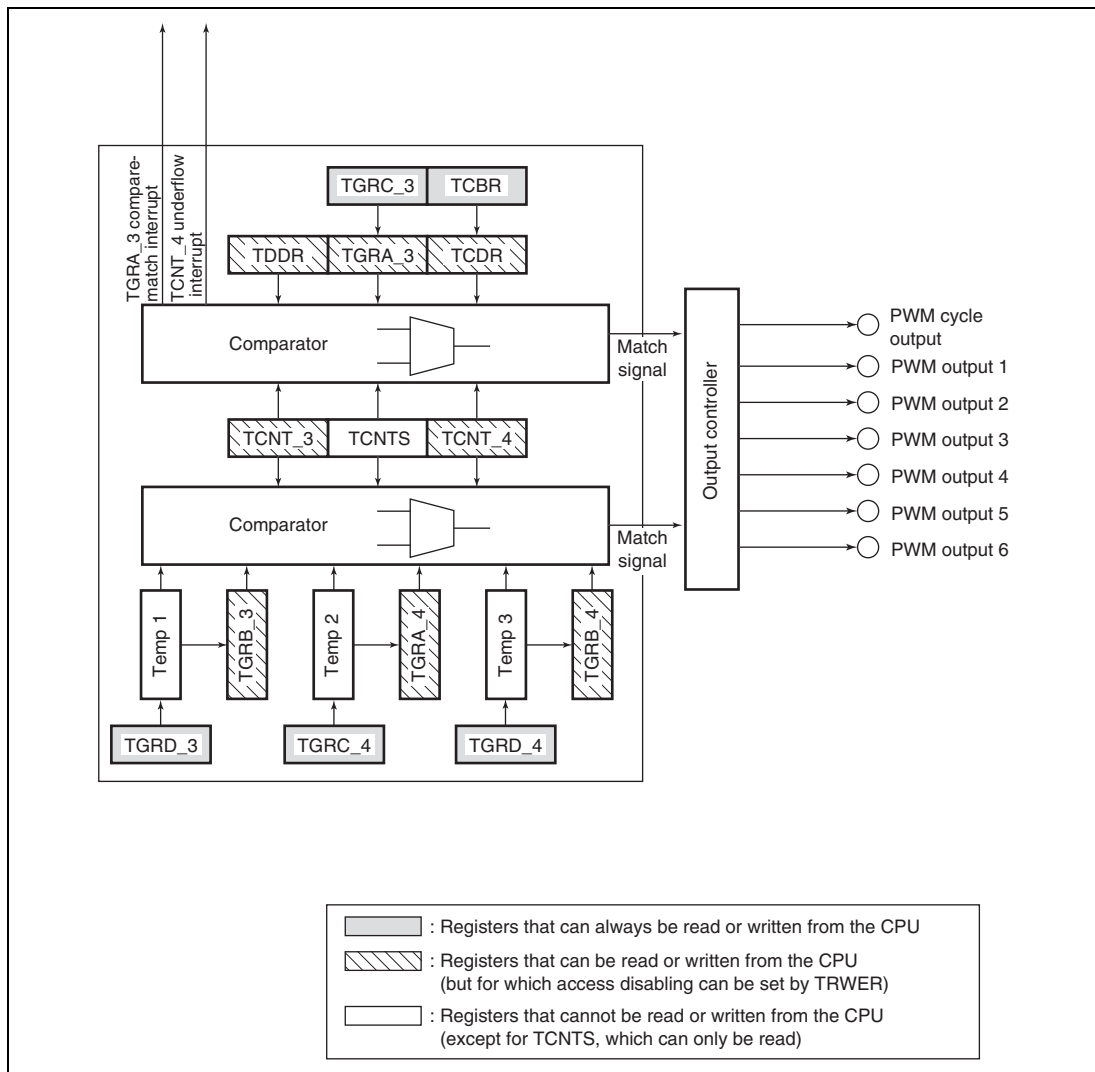 TGRA_3 compare-
match interrupt
TCNT_4 underflow
interrupt
TGRC_3
TCBR
TDDR
TGRA_3
TCDR
Comparator
Match
signal
TCNT_3
TCNTS
TCNT_4
Comparator
Match
signal
Temp 1
TGRB_3
Temp 2
TGRA_4
Temp 3
TGRB_4
TGRD_3
TGRC_4
TGRD_4
Output controller
PWM cycle
output
PWM output 1
PWM output 2
PWM output 3
PWM output 4
PWM output 5
PWM output 6
: Registers that can always be read or written from the CPU
: Registers that can be read or written from the CPU
(but for which access disabling can be set by TRWER)
: Registers that cannot be read or written from the CPU
(except for TCNTS, which can only be read)